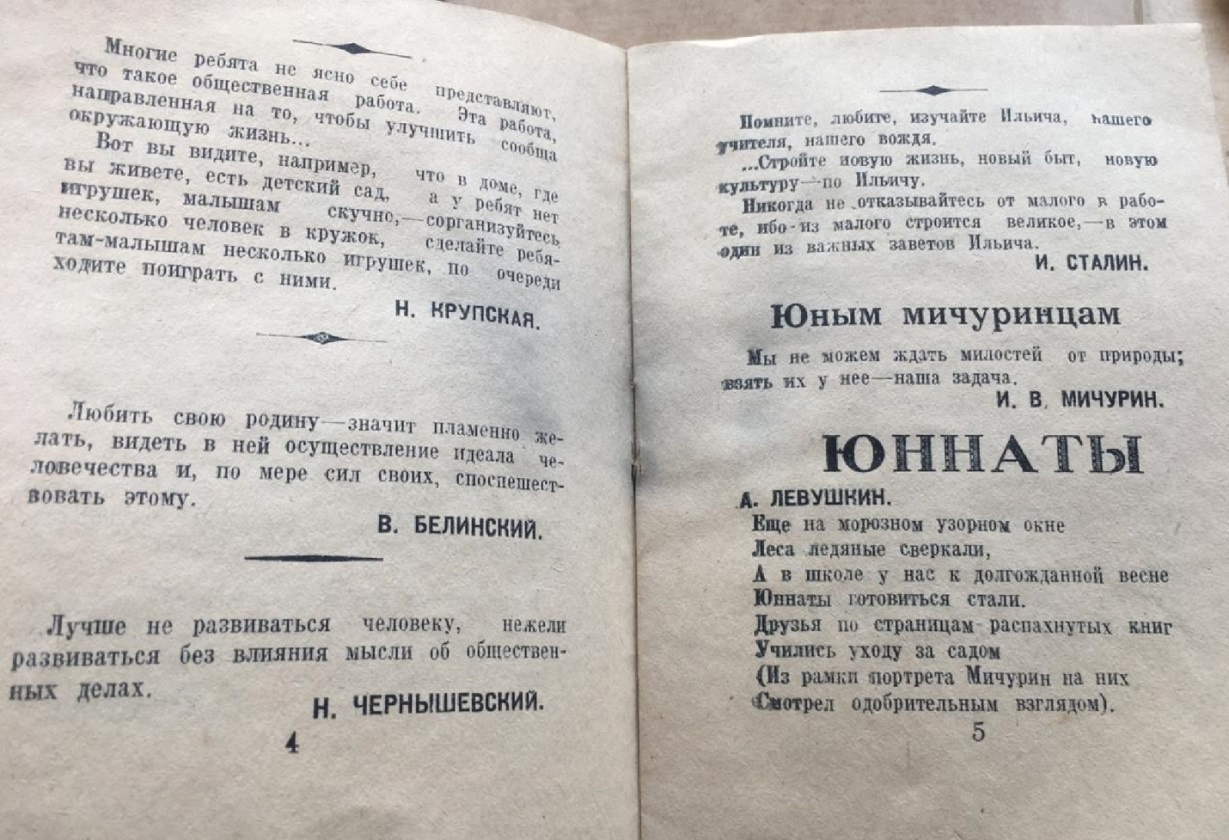 Многие ребята не ясно себе представляют,
что такое общественная работа. Эта работа,
направленная на то, чтобы улучшить сообща
окружающую жизнь...
Вот вы видите, например, что в доме, где
вы живете, есть детский сад, а у ребят нет
игрушек, малышам скучно,—сорганизуйтесь
несколько человек в кружок, сделайте ребя-
там-малышам несколько игрушек, по очереди
ходите поиграть с ними.
Н. КРУПСКАЯ.
Любить свою родину—значит пламенно же-
лать, видеть в ней осуществление идеала че-
ловечества и, по мере сил своих, споспешест-
вовать этому.
В. БЕЛИНСКИЙ.
Лучше не развиваться человеку, нежели
развиваться без влияния мысли об обществен-
ных делах.
Н. ЧЕРНЫШЕВСКИЙ.
4
Помните, любите, изучайте Ильича, нашего
учителя, нашего вождя.
...Стройте новую жизнь, новый быт, новую
культуру—по Ильичу.
Никогда не отказывайтесь от малого в рабо-
те, ибо из малого строится великое,—в этом
один из важных заветов Ильича.
И. СТАЛИН.
Юным мичуринцам
Мы не можем ждать милостей от природы;
взять их у нее—наша задача.
И. В. МИЧУРИН.
ЮННАТЫ
А. ЛЕВУШКИН.
Еще на морозном узорном окне
Леса ледяные сверкали,
А в школе у нас к долгожданной весне
Юннаты готовиться стали.
Друзья по страницам распахнутых книг
Учились уходу за садом
(Из рамки портрета Мичурин на них
Смотрел одобрительным взглядом).
5